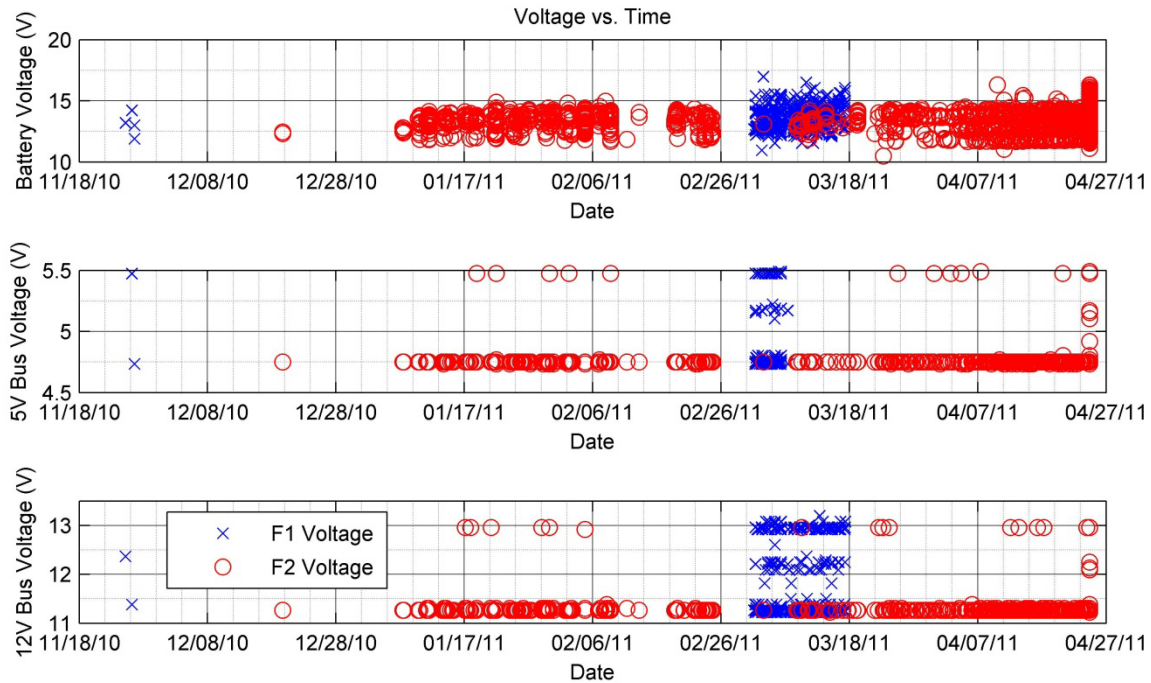 Voltage vs. Time
Battery Voltage (V)
20
15
10
11/18/10 12/08/10 12/28/10 01/17/11 02/06/11 02/26/11 03/18/11 04/07/11 04/27/11
Date
5V Bus Voltage (V)
5.5
5
4.5
11/18/10 12/08/10 12/28/10 01/17/11 02/06/11 02/26/11 03/18/11 04/07/11 04/27/11
Date
12V Bus Voltage (V)
13
12
11
F1 Voltage
F2 Voltage
11/18/10 12/08/10 12/28/10 01/17/11 02/06/11 02/26/11 03/18/11 04/07/11 04/27/11
Date